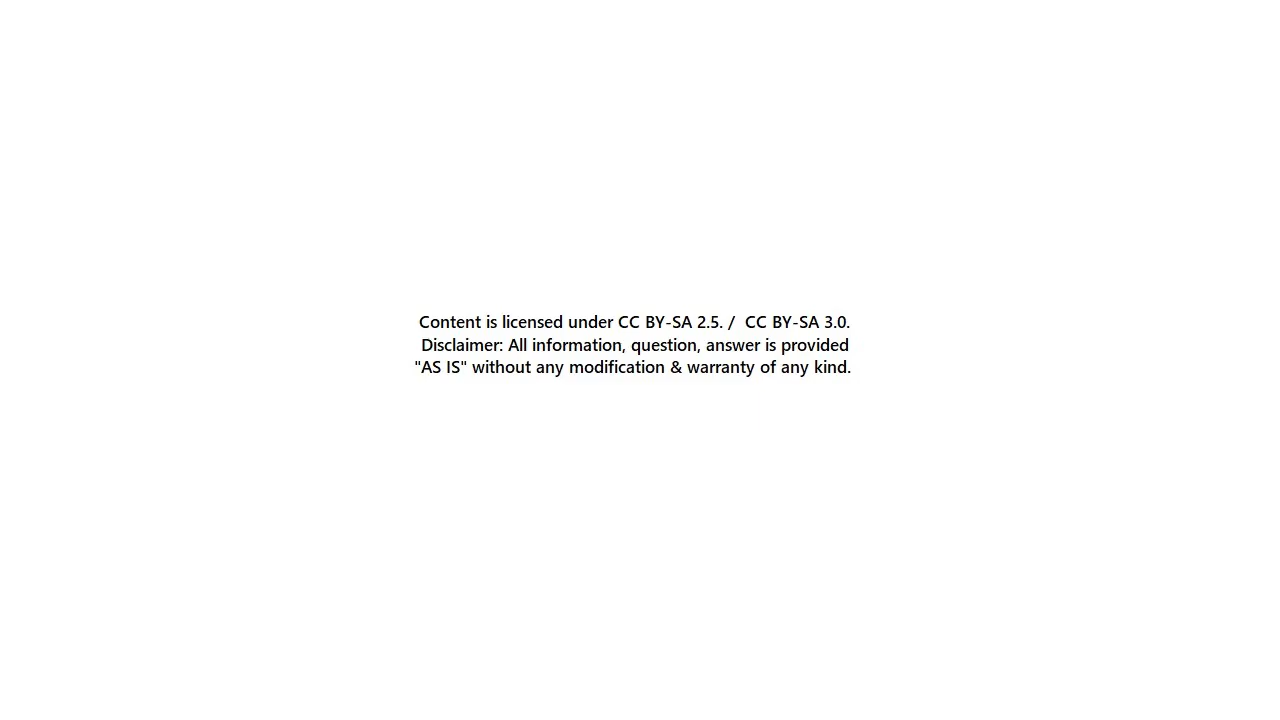 Content is licensed under CC BY-SA 2.5. /  CC BY-SA 3.0.
Disclaimer: All information, question, answer is provided
"AS IS" without any modification & warranty of any kind.